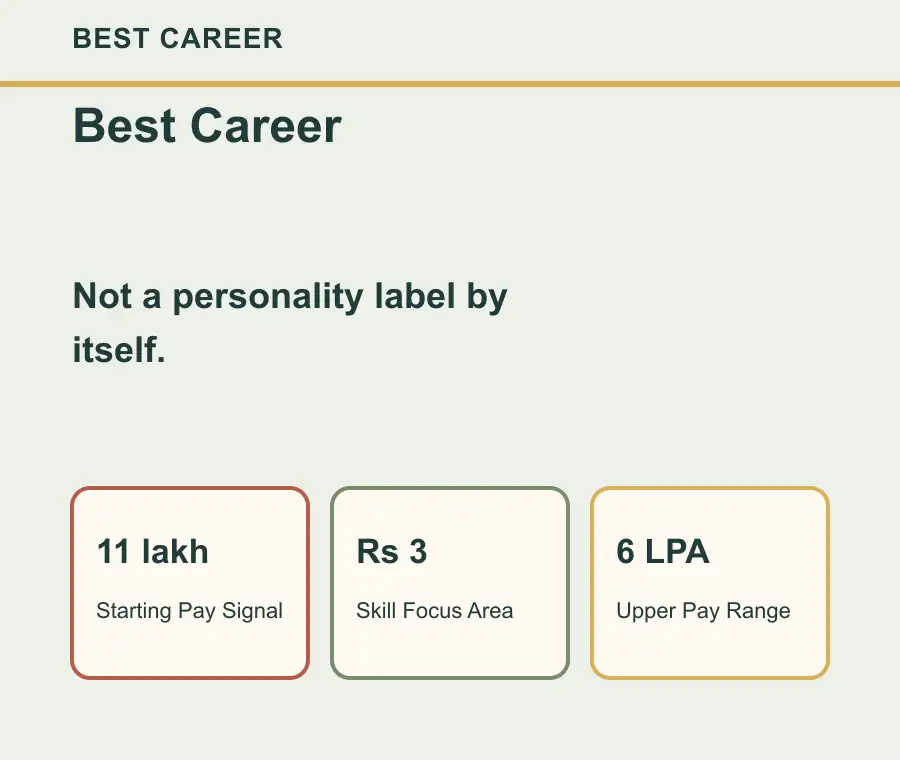 BEST CAREER
Best Career
Not a personality label by
itself.
11 lakh
Starting Pay Signal
Rs 3
Skill Focus Area
6 LPA
Upper Pay Range